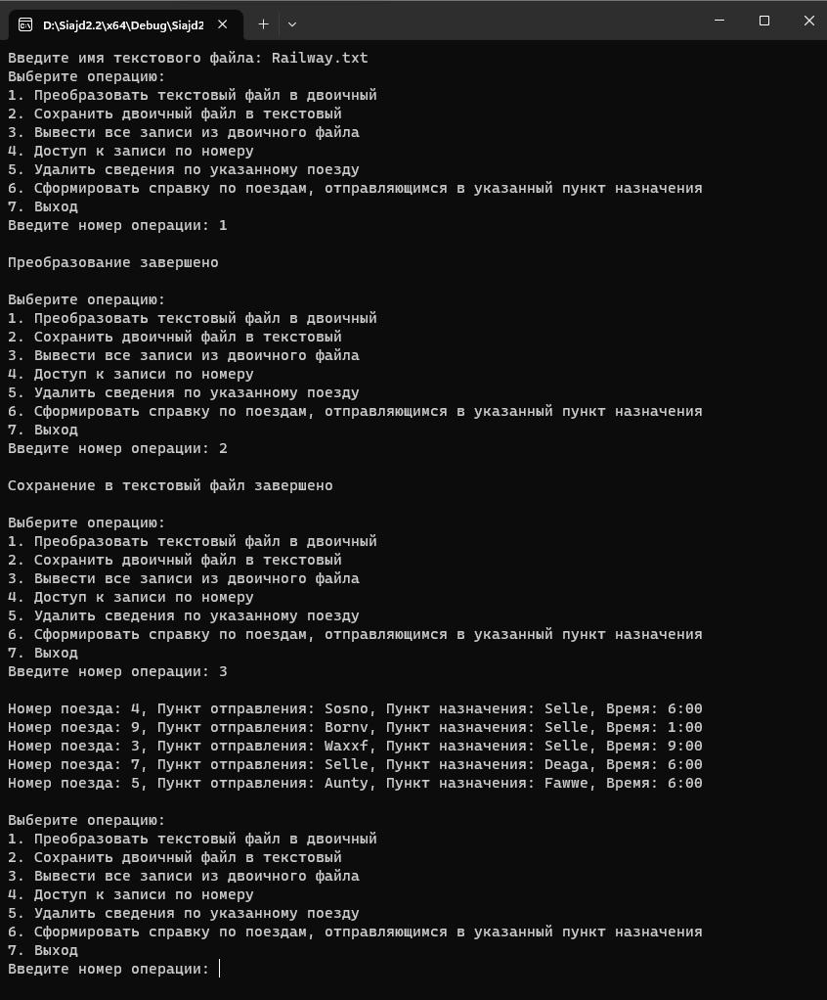 D:\Siajd2.2\x64\Debug\Siajd2
Введите имя текстового файла: Railway.txt
Выберите операцию:
1. Преобразовать текстовый файл в двоичный
2. Сохранить двоичный файл в текстовый
3. Вывести все записи из двоичного файла
4. Доступ к записи по номеру
5. Удалить сведения по указанному поезду
6. Сформировать справку по поездам, отправляющимся в указанный пункт назначения
7. Выход
Введите номер операции: 1
Преобразование завершено
Выберите операцию:
1. Преобразовать текстовый файл в двоичный
2. Сохранить двоичный файл в текстовый
3. Вывести все записи из двоичного файла
4. Доступ к записи по номеру
5. Удалить сведения по указанному поезду
6. Сформировать справку по поездам, отправляющимся в указанный пункт назначения
7. Выход
Введите номер операции: 2
Сохранение в текстовый файл завершено
Выберите операцию:
1. Преобразовать текстовый файл в двоичный
2. Сохранить двоичный файл в текстовый
3. Вывести все записи из двоичного файла
4. Доступ к записи по номеру
5. Удалить сведения по указанному поезду
6. Сформировать справку по поездам, отправляющимся в указанный пункт назначения
7. Выход
Введите номер операции: 3
Номер поезда: 4, Пункт отправления: Sosno, Пункт назначения: Selle, Время: 6:00
Номер поезда: 9, Пункт отправления: Bornv, Пункт назначения: Selle, Время: 1:00
Номер поезда: 3, Пункт отправления: Waxxf, Пункт назначения: Selle, Время: 9:00
Номер поезда: 7, Пункт отправления: Selle, Пункт назначения: Deaga, Время: 6:00
Номер поезда: 5, Пункт отправления: Aunty, Пункт назначения: Fawwe, Время: 6:00
Выберите операцию:
1. Преобразовать текстовый файл в двоичный
2. Сохранить двоичный файл в текстовый
3. Вывести все записи из двоичного файла
4. Доступ к записи по номеру
5. Удалить сведения по указанному поезду
6. Сформировать справку по поездам, отправляющимся в указанный пункт назначения
7. Выход
Введите номер операции: